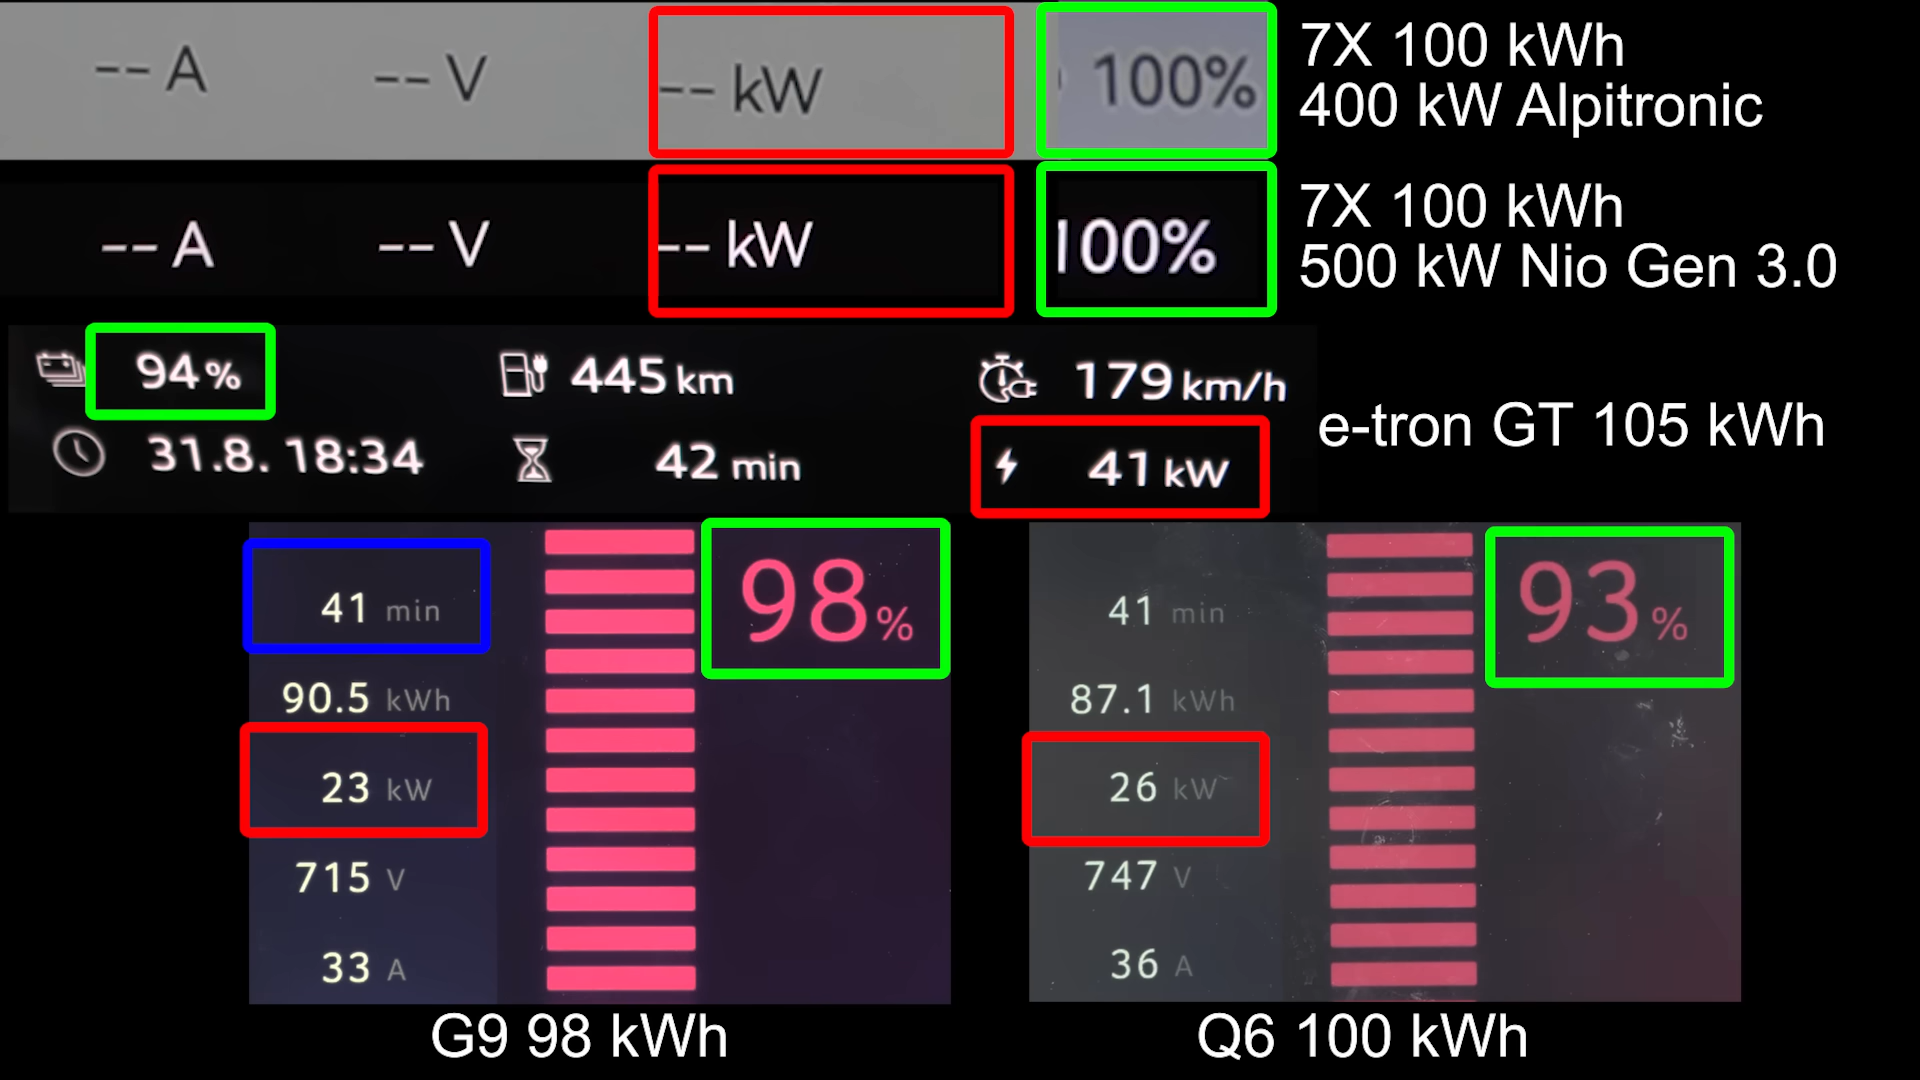 -- A -- V -- kW 100%
7X 100 kWh
400 kW Alpitronic
-- A -- V -- kW 100%
7X 100 kWh
500 kW Nio Gen 3.0
94% 445 km 179 km/h
31.8. 18:34 42 min 41 kW
e-tron GT 105 kWh
41 min
98%
90.5 kWh
23 kW
715 V
33 A
G9 98 kWh
41 min
93%
87.1 kWh
26 kW
747 V
36 A
Q6 100 kWh